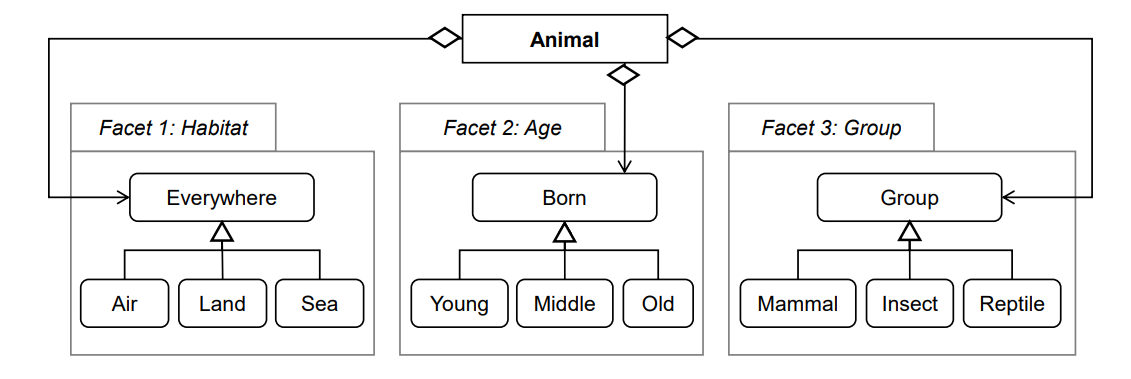 Animal
Facet 1: Habitat
Facet 2: Age
Facet 3: Group
Everywhere
Born
Group
Air
Land
Sea
Young
Middle
Old
Mammal
Insect
Reptile